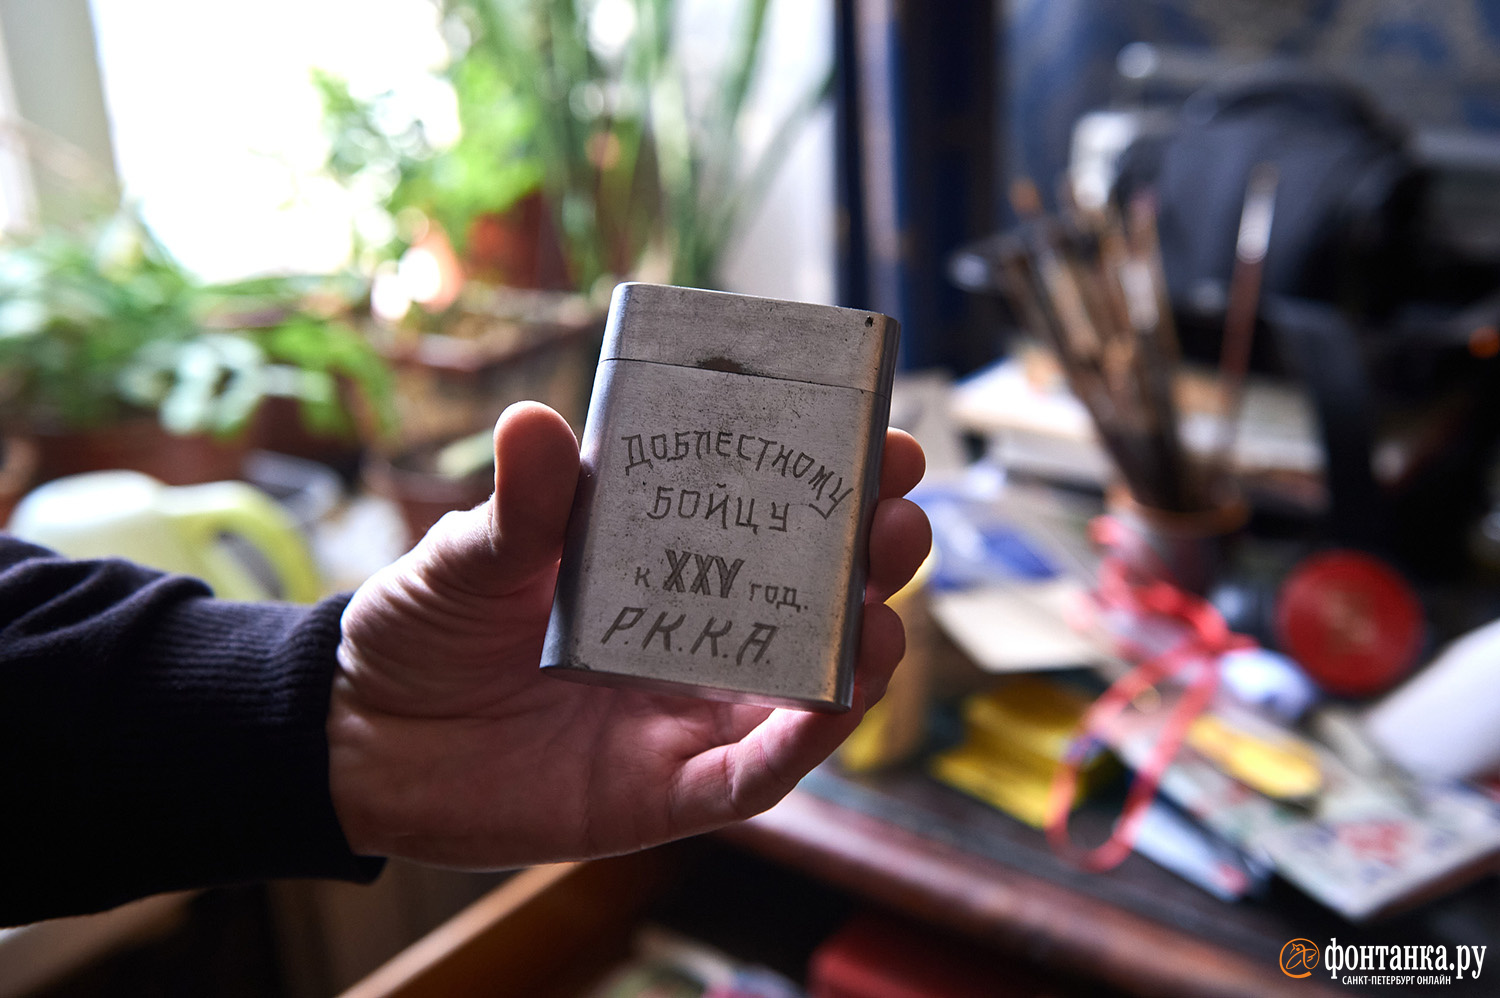 ДОБЛЕСТНОМУ
БОЙЦУ
К XXV ГОД.
Р.К.К.А.
фонтанка.ру
САНКТ-ПЕТЕРБУРГ ОНЛАЙН